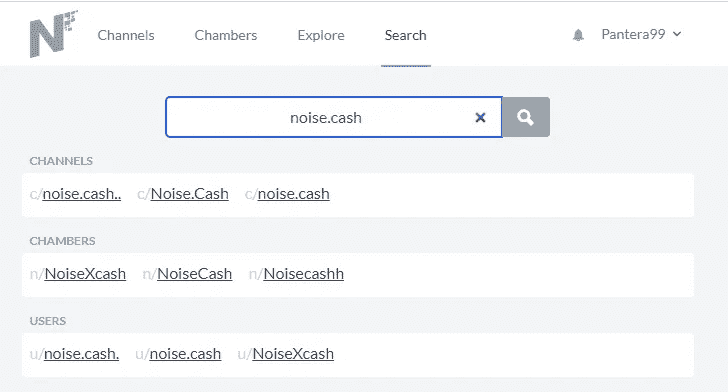 Channels Chambers Explore Search Pantera99
noise.cash
CHANNELS
c/noise.cash.. c/Noise.Cash c/noise.cash
CHAMBERS
n/NoiseXcash n/NoiseCash n/Noisecashh
USERS
u/noise.cash. u/noise.cash u/NoiseXcash